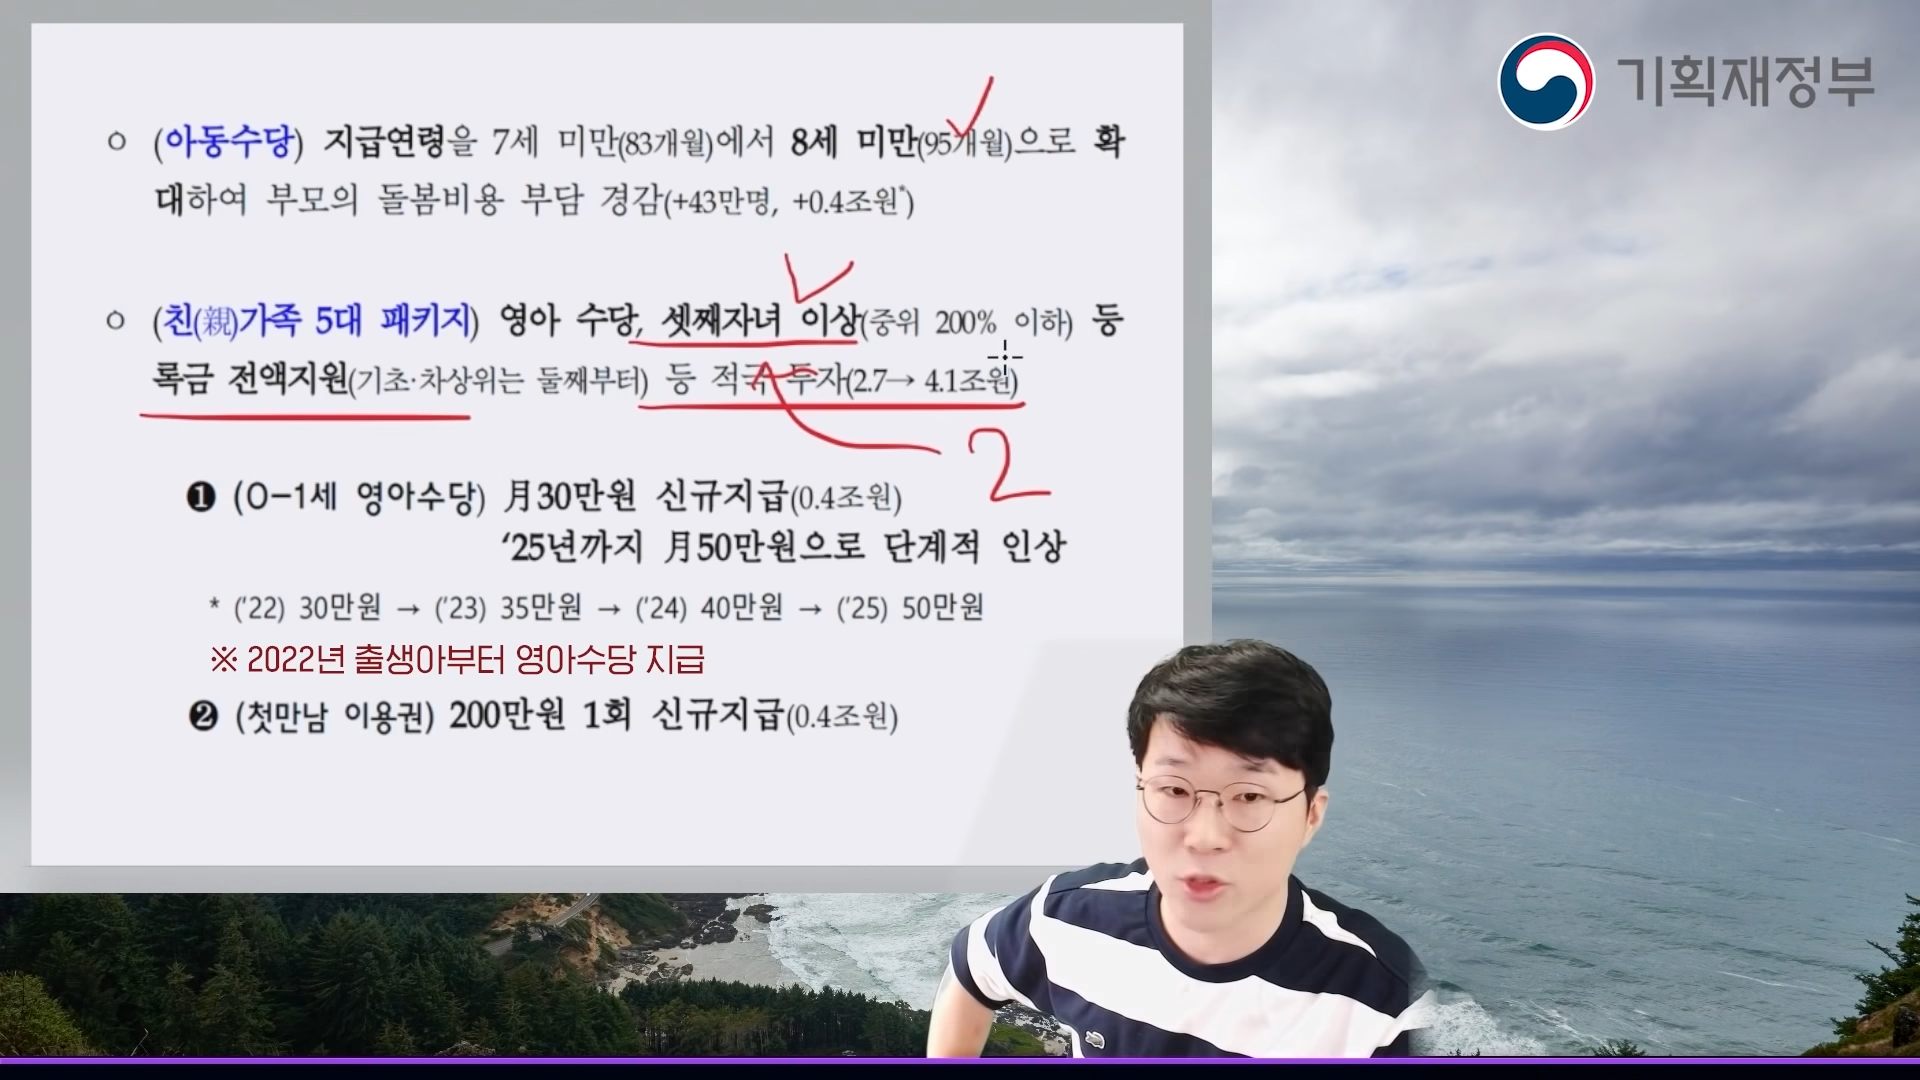 기획재정부
ㅇ (아동수당) 지급연령을 7세 미만(83개월)에서 8세 미만(95개월)으로 확
대하여 부모의 돌봄비용 부담 경감(+43만명, +0.4조원*)
ㅇ (친(親)가족 5대 패키지) 영아 수당, 셋째자녀 이상(중위 200% 이하) 등
록금 전액지원(기초·차상위는 둘째부터) 등 적극 투자(2.7→ 4.1조원)
2
❶ (0-1세 영아수당) 月30만원 신규지급(0.4조원)
‘25년까지 月50만원으로 단계적 인상
* (’22) 30만원 → (’23) 35만원 → (’24) 40만원 → (’25) 50만원
※ 2022년 출생아부터 영아수당 지급
❷ (첫만남 이용권) 200만원 1회 신규지급(0.4조원)